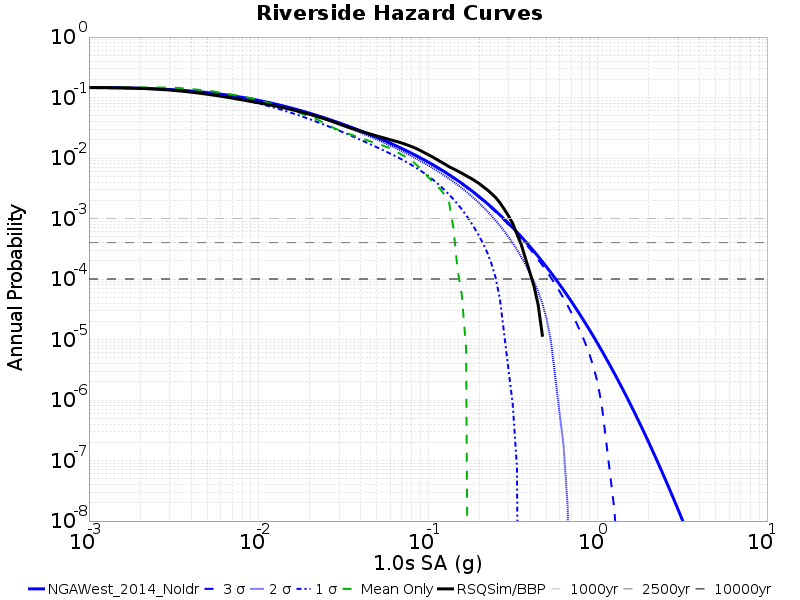 Riverside Hazard Curves
10^0
10^-1
10^-2
10^-3
10^-4
10^-5
10^-6
10^-7
10^-8
Annual Probability
10^-3 10^-2 10^-1 10^0 10^1
1.0s SA (g)
NGAWest_2014_NoIdr 3 σ 2 σ 1 σ Mean Only RSQSim/BBP 1000yr 2500yr 10000yr